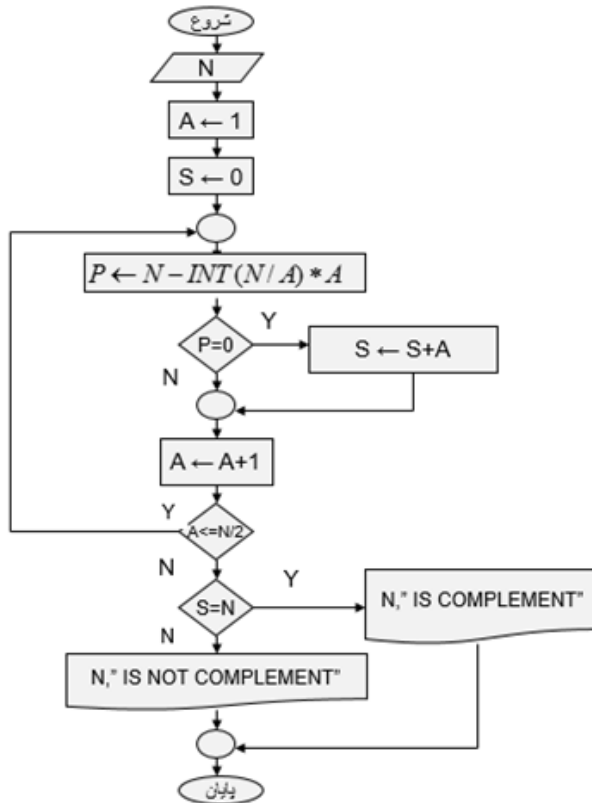 شروع
N
A ← 1
S ← 0
P ← N − INT (N / A) * A
Y
P=0
S ← S+A
N
A ← A+1
Y
A<=N/2
N
Y
S=N
N,” IS COMPLEMENT”
N
N,” IS NOT COMPLEMENT”
پایان